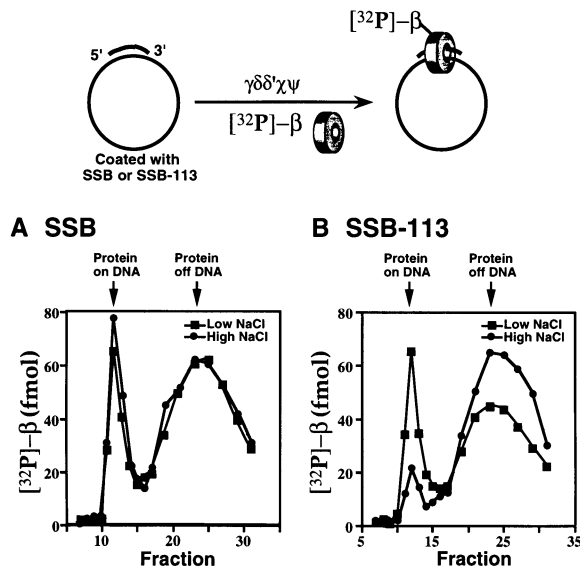 [³²P]–β
5' 3'
γδδ'χψ
[³²P]–β
Coated with
SSB or SSB-113
A SSB
B SSB-113
Protein
on DNA
Protein
off DNA
Protein
on DNA
Protein
off DNA
Low NaCl
High NaCl
Low NaCl
High NaCl
[³²P]–β (fmol)
80
60
40
20
0
10 20 30
Fraction
[³²P]–β (fmol)
80
60
40
20
0
5 15 25 35
Fraction